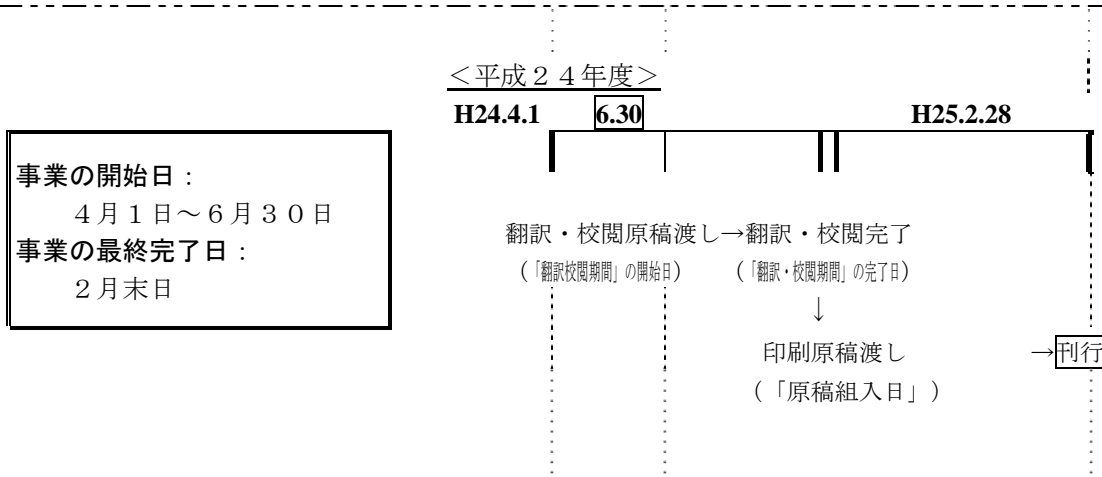 ＜平成２４年度＞
H24.4.1 6.30 H25.2.28
事業の開始日：
４月１日～６月３０日
事業の最終完了日：
２月末日
翻訳・校閲原稿渡し→翻訳・校閲完了
（「翻訳校閲期間」の開始日） （「翻訳・校閲期間」の完了日）
↓
印刷原稿渡し →刊行
（「原稿組入日」）